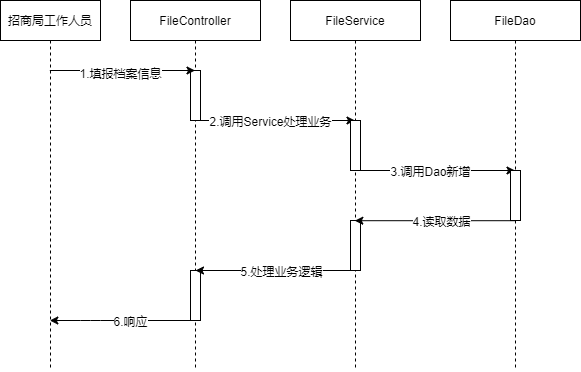 招商局工作人员
FileController
FileService
FileDao
1.填报档案信息
2.调用Service处理业务
3.调用Dao新增
4.读取数据
5.处理业务逻辑
6.响应